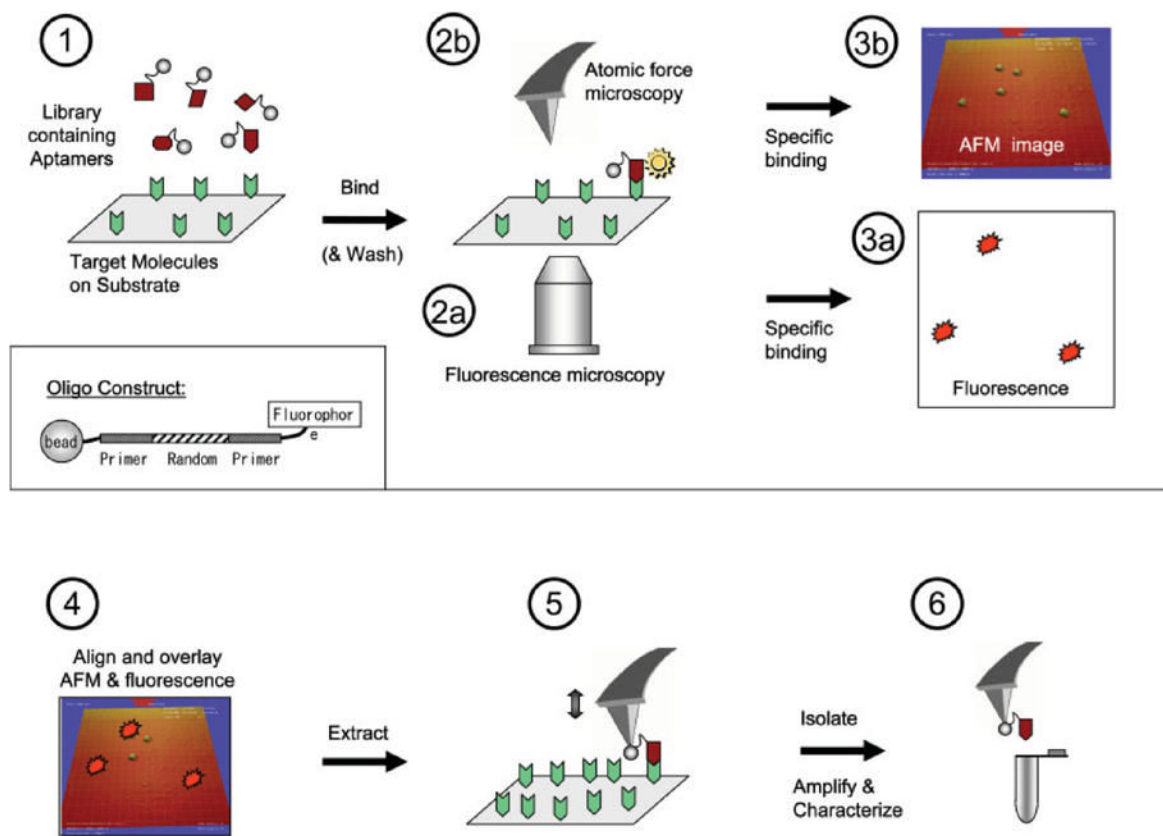 1
Library
containing
Aptamers
Target Molecules
on Substrate
Bind
(& Wash)
2b
Atomic force
microscopy
2a
Fluorescence microscopy
Specific
binding
3b
AFM image
Specific
binding
3a
Fluorescence
Oligo Construct:
bead
Primer
Random
Primer
Fluorophor
e
4
Align and overlay
AFM & fluorescence
Extract
5
Isolate
Amplify &
Characterize
6